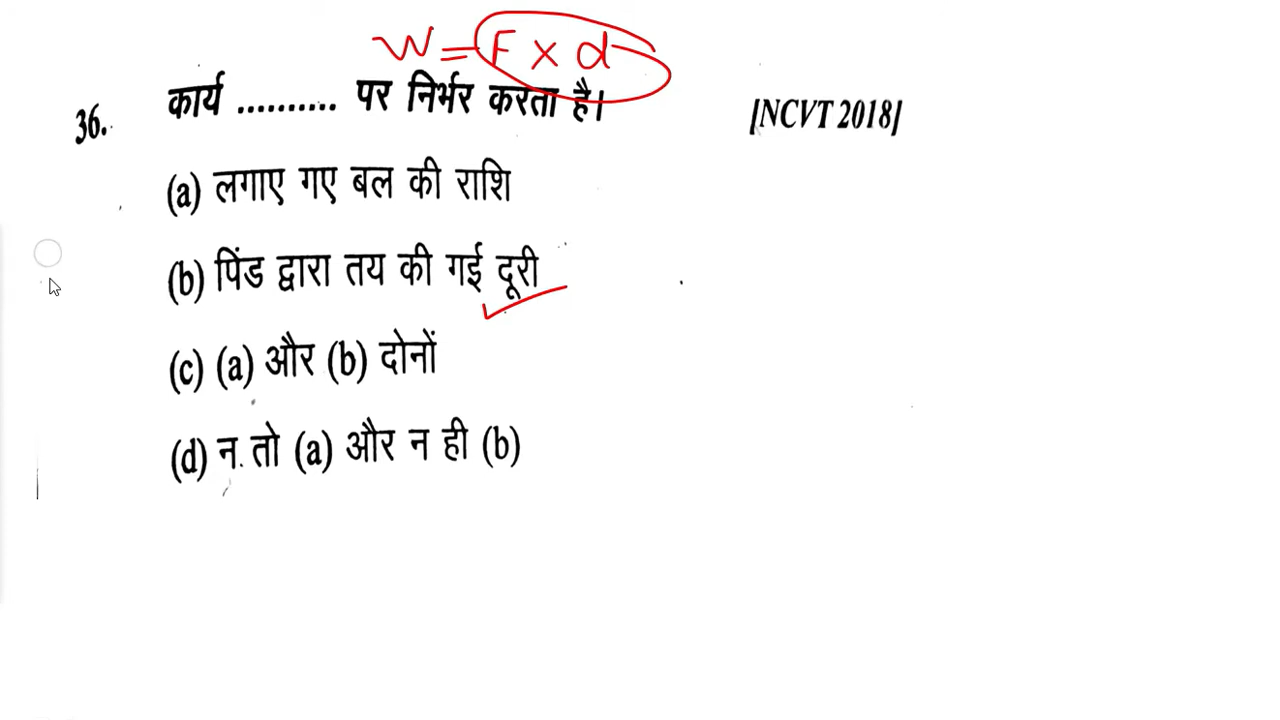 W = F x d
36. कार्य .......... पर निर्भर करता है। [NCVT 2018]
(a) लगाए गए बल की राशि
(b) पिंड द्वारा तय की गई दूरी
(c) (a) और (b) दोनों
(d) न तो (a) और न ही (b)